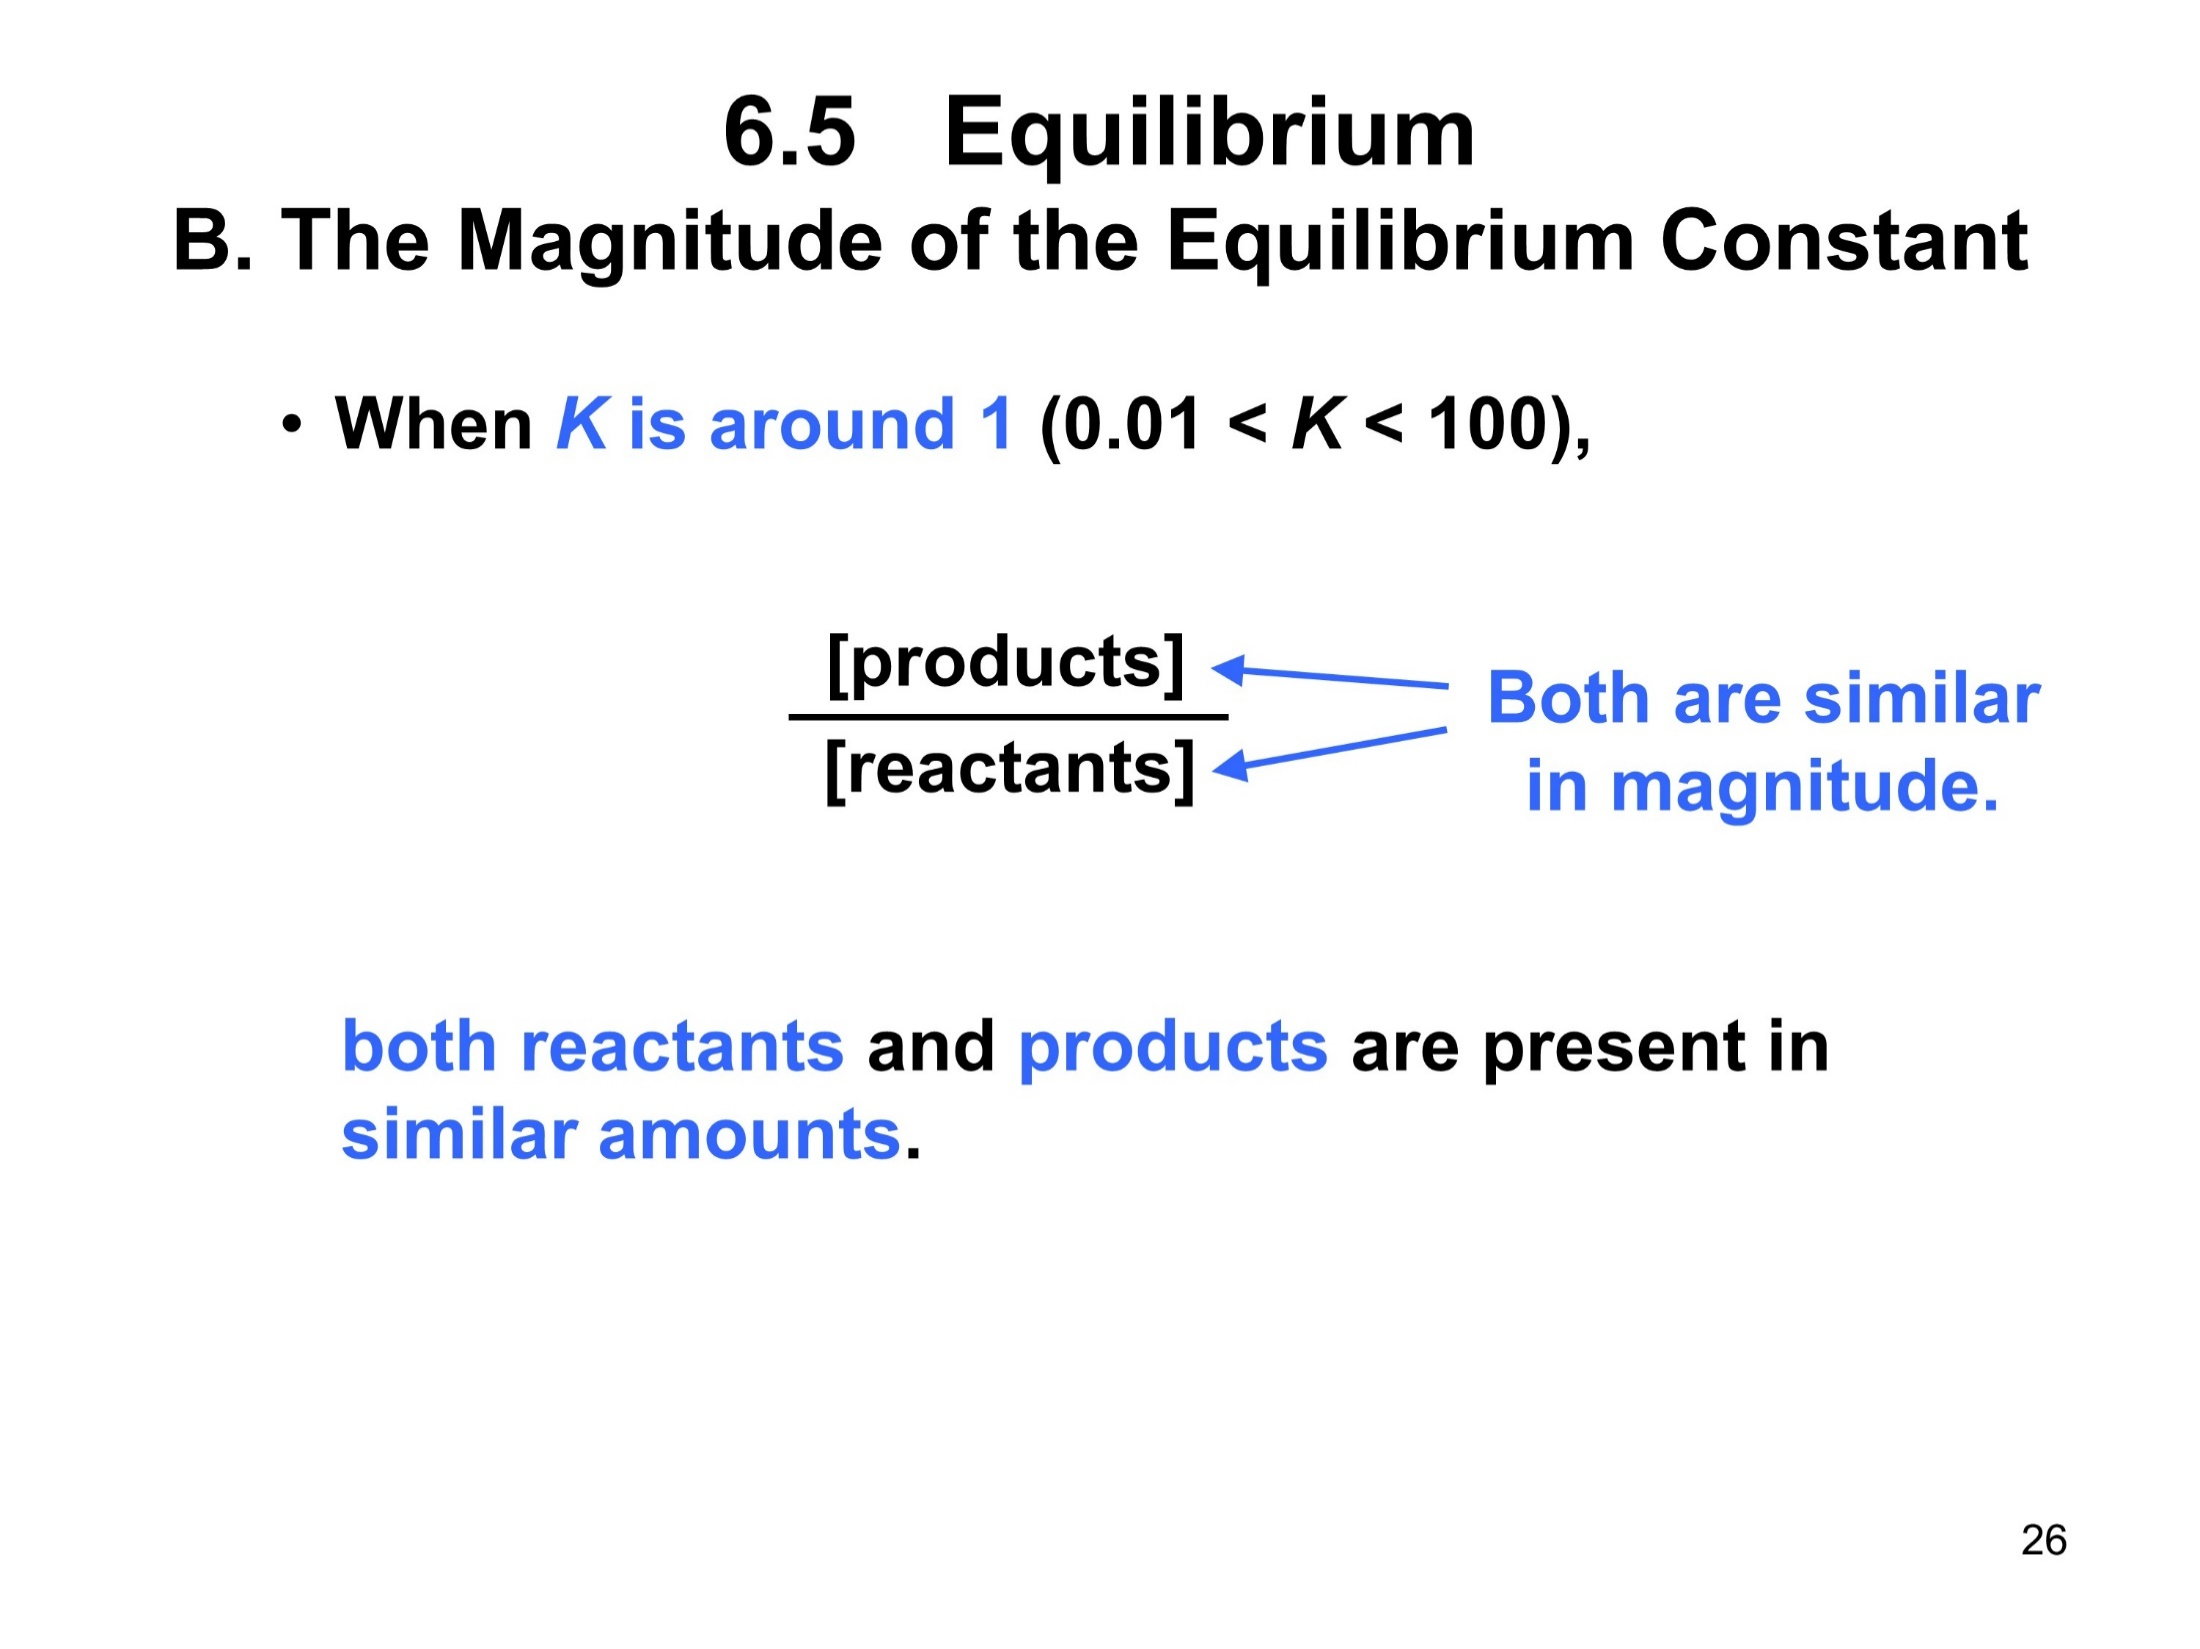 6.5 Equilibrium
B. The Magnitude of the Equilibrium Constant
• When K is around 1 (0.01 < K < 100),
[products]
[reactants]
Both are similar
in magnitude.
both reactants and products are present in
similar amounts.
26